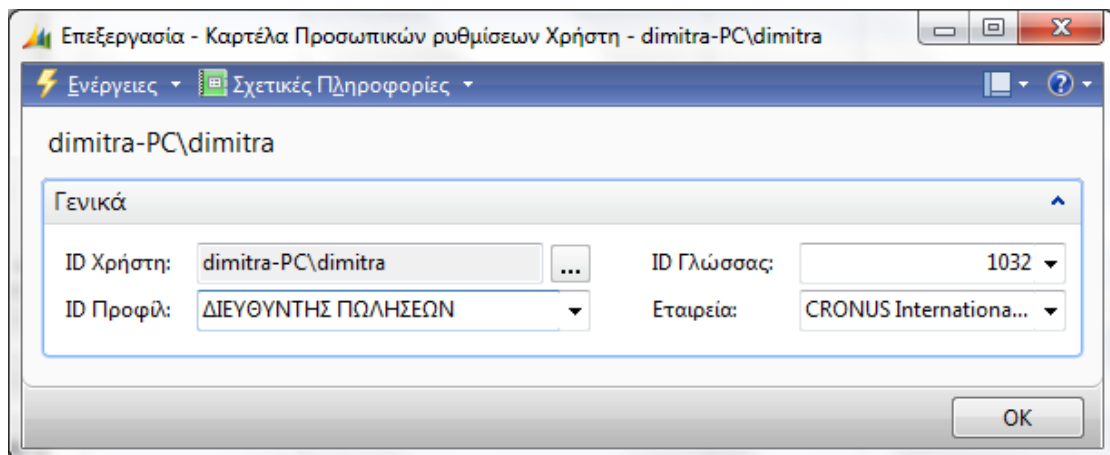 Επεξεργασία - Καρτέλα Προσωπικών ρυθμίσεων Χρήστη - dimitra-PC\dimitra
Ενέργειες Σχετικές Πληροφορίες
dimitra-PC\dimitra
Γενικά
ID Χρήστη: dimitra-PC\dimitra ... ID Γλώσσας: 1032
ID Προφίλ: ΔΙΕΥΘΥΝΤΗΣ ΠΩΛΗΣΕΩΝ Εταιρεία: CRONUS Internationa...
OK